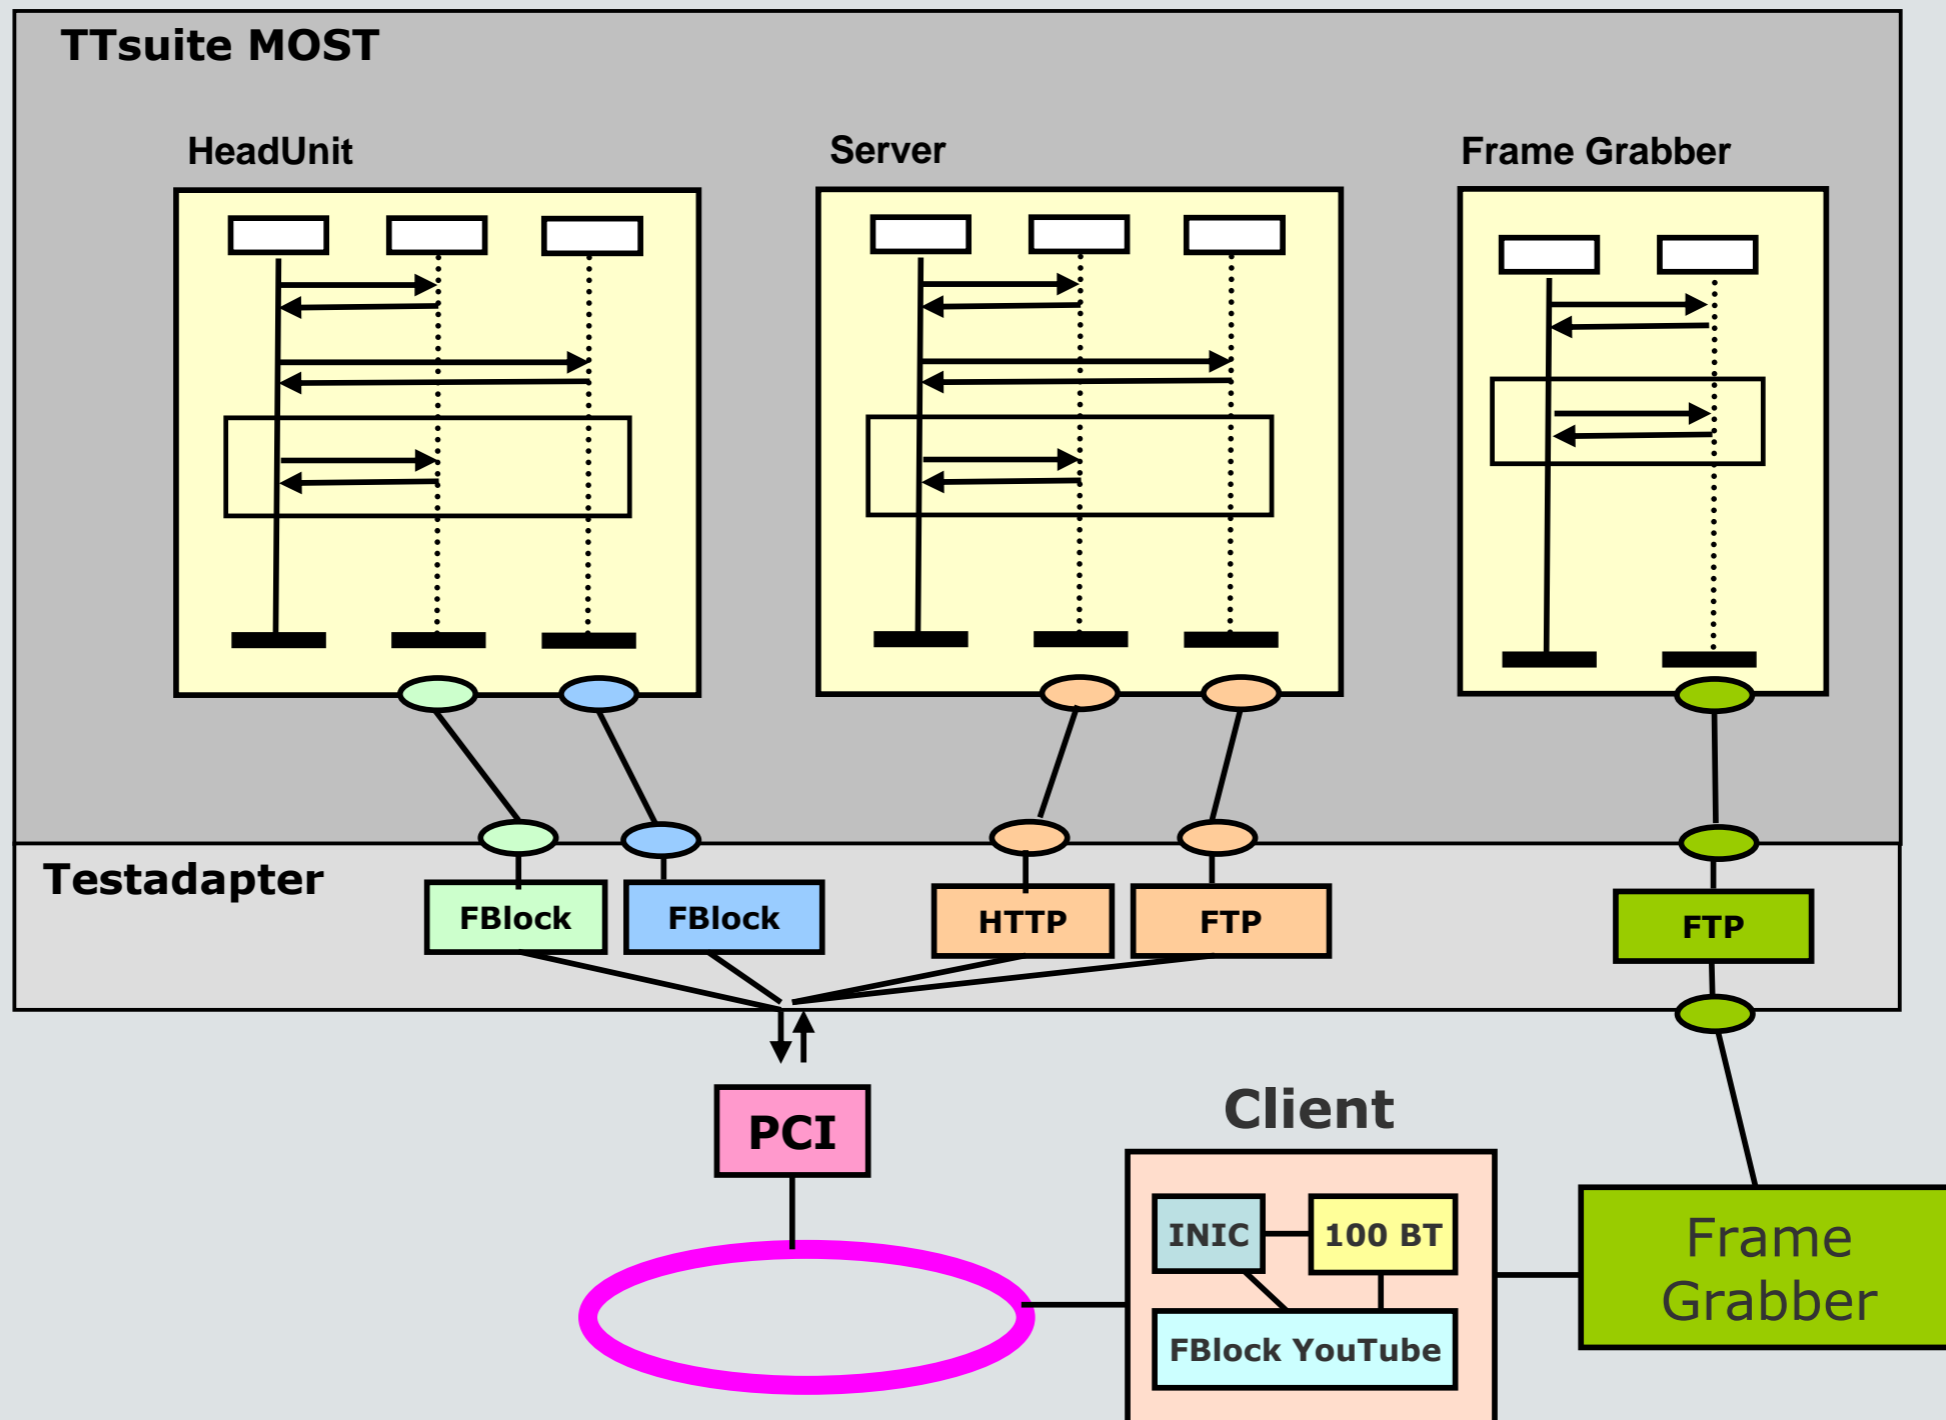 TTsuite MOST
HeadUnit
Server
Frame Grabber
Testadapter
FBlock
FBlock
HTTP
FTP
FTP
PCI
Client
INIC
100 BT
FBlock YouTube
Frame
Grabber